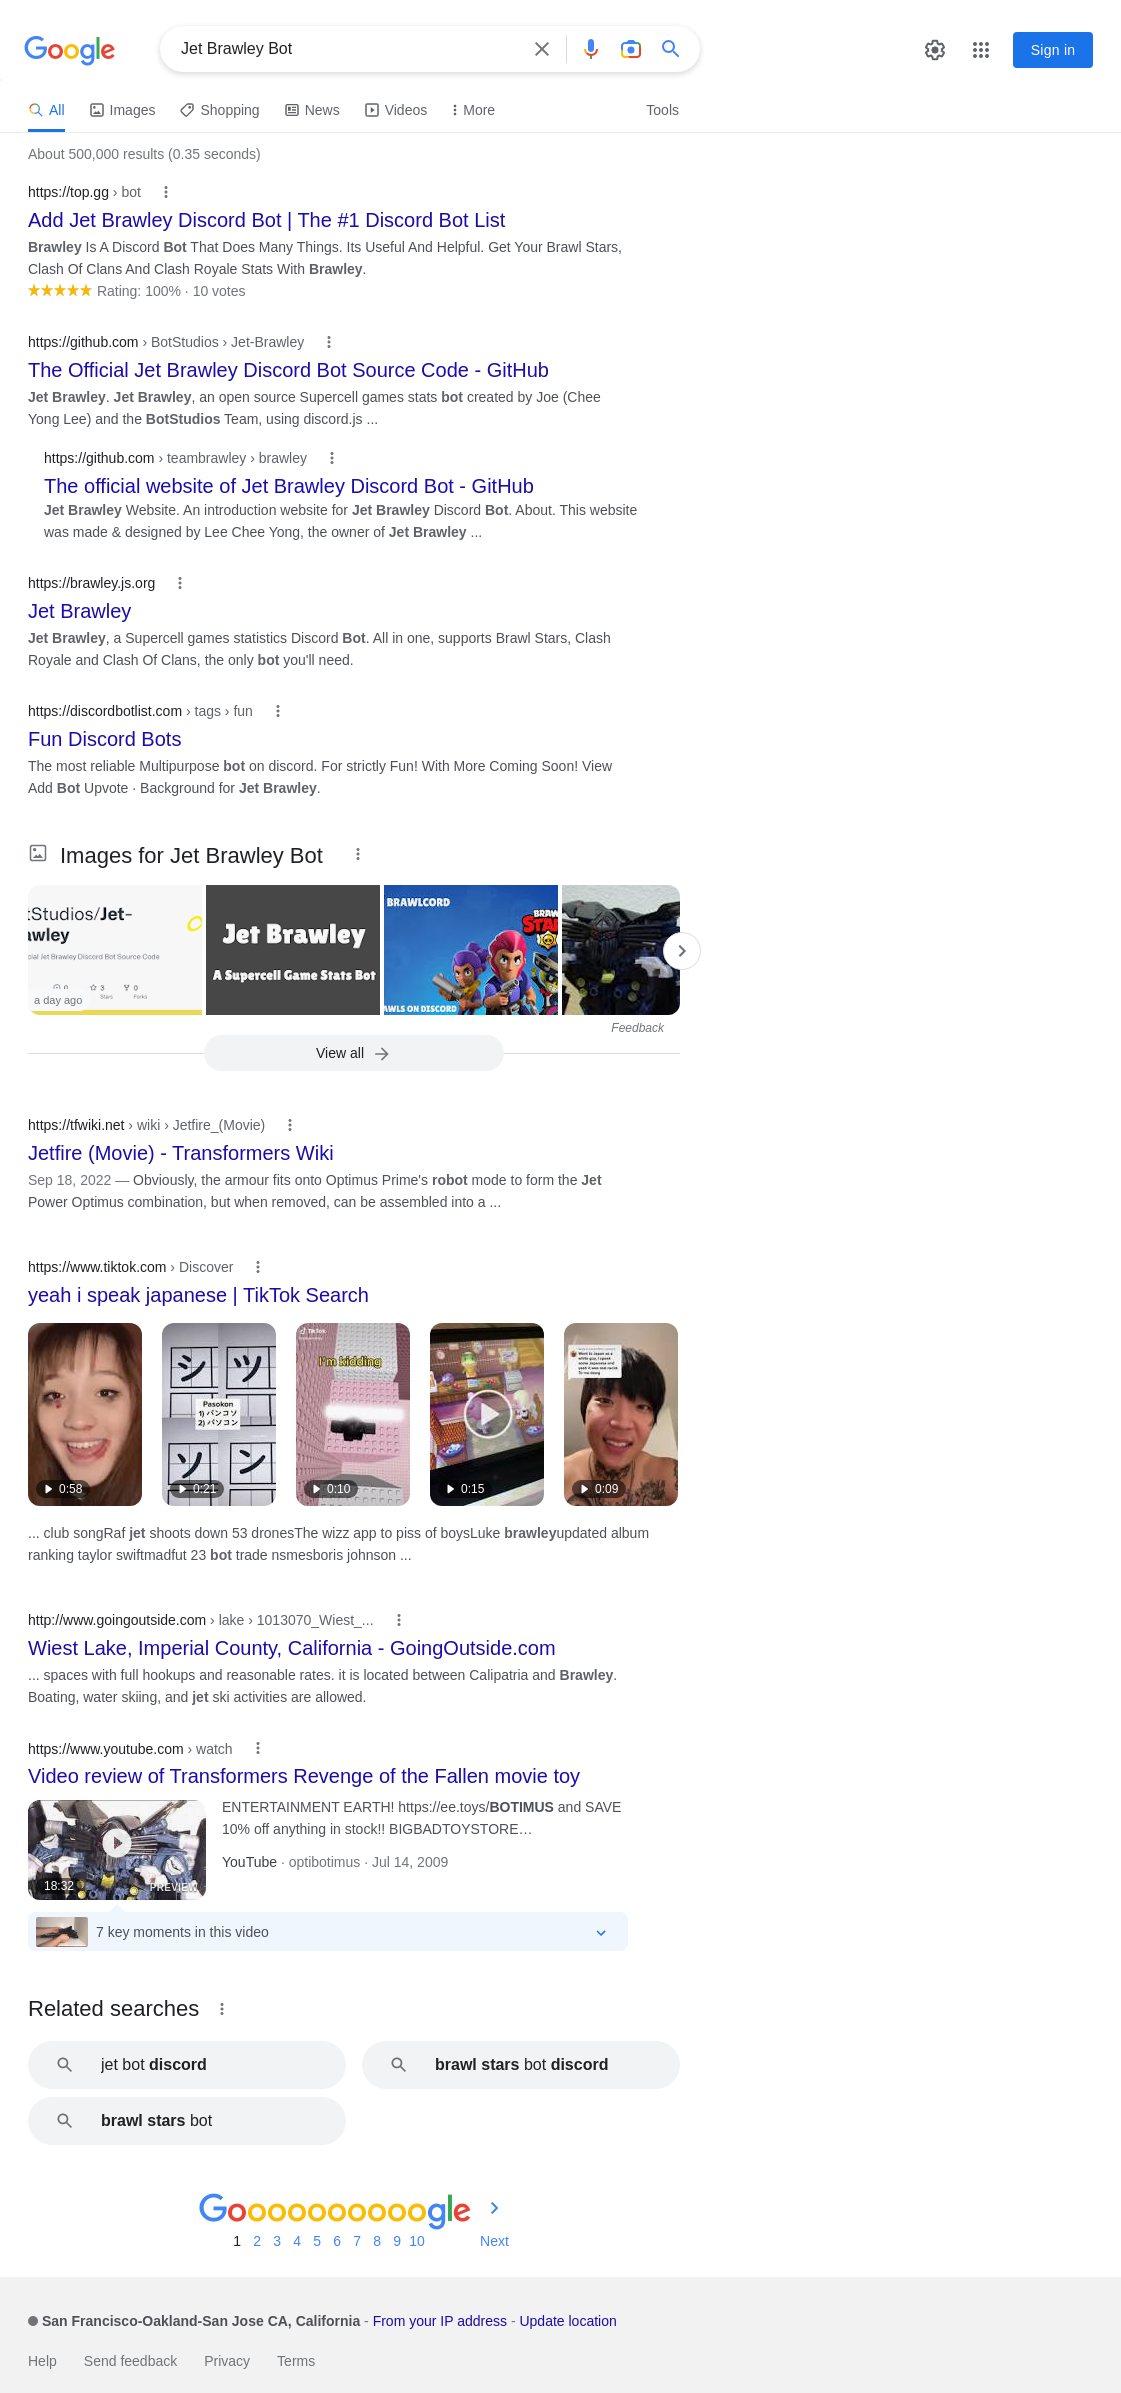 Google
Jet Brawley Bot
Sign in
All
Images
Shopping
News
Videos
More
Tools
About 500,000 results (0.35 seconds)
https://top.gg › bot
Add Jet Brawley Discord Bot | The #1 Discord Bot List
Brawley Is A Discord Bot That Does Many Things. Its Useful And Helpful. Get Your Brawl Stars,
Clash Of Clans And Clash Royale Stats With Brawley.
Rating: 100% · 10 votes
https://github.com › BotStudios › Jet-Brawley
The Official Jet Brawley Discord Bot Source Code - GitHub
Jet Brawley. Jet Brawley, an open source Supercell games stats bot created by Joe (Chee
Yong Lee) and the BotStudios Team, using discord.js ...
https://github.com › teambrawley › brawley
The official website of Jet Brawley Discord Bot - GitHub
Jet Brawley Website. An introduction website for Jet Brawley Discord Bot. About. This website
was made & designed by Lee Chee Yong, the owner of Jet Brawley ...
https://brawley.js.org
Jet Brawley
Jet Brawley, a Supercell games statistics Discord Bot. All in one, supports Brawl Stars, Clash
Royale and Clash Of Clans, the only bot you'll need.
https://discordbotlist.com › tags › fun
Fun Discord Bots
The most reliable Multipurpose bot on discord. For strictly Fun! With More Coming Soon! View
Add Bot Upvote · Background for Jet Brawley.
Images for Jet Brawley Bot
tStudios/Jet-
awley
cial Jet Brawley Discord Bot Source Code
0
3
0
Stars
Forks
a day ago
Jet Brawley
A Supercell Game Stats Bot
BRAWLCORD
BRAW
STA
AWLS ON DISCORD
Feedback
View all
https://tfwiki.net › wiki › Jetfire_(Movie)
Jetfire (Movie) - Transformers Wiki
Sep 18, 2022 — Obviously, the armour fits onto Optimus Prime's robot mode to form the Jet
Power Optimus combination, but when removed, can be assembled into a ...
https://www.tiktok.com › Discover
yeah i speak japanese | TikTok Search
0:58
シ ツ
Pasokon
1) パンコソ
2) パソコン
ソ ン
0:21
TikTok
I'm kidding
0:10
0:15
0:09
... club songRaf jet shoots down 53 dronesThe wizz app to piss of boysLuke brawleyupdated album
ranking taylor swiftmadfut 23 bot trade nsmesboris johnson ...
http://www.goingoutside.com › lake › 1013070_Wiest_...
Wiest Lake, Imperial County, California - GoingOutside.com
... spaces with full hookups and reasonable rates. it is located between Calipatria and Brawley.
Boating, water skiing, and jet ski activities are allowed.
https://www.youtube.com › watch
Video review of Transformers Revenge of the Fallen movie toy
18:32
PREVIEW
ENTERTAINMENT EARTH! https://ee.toys/BOTIMUS and SAVE
10% off anything in stock!! BIGBADTOYSTORE…
YouTube · optibotimus · Jul 14, 2009
7 key moments in this video
Related searches
jet bot discord
brawl stars bot discord
brawl stars bot
Goooooooooogle
1 2 3 4 5 6 7 8 9 10 Next
San Francisco-Oakland-San Jose CA, California - From your IP address - Update location
Help Send feedback Privacy Terms